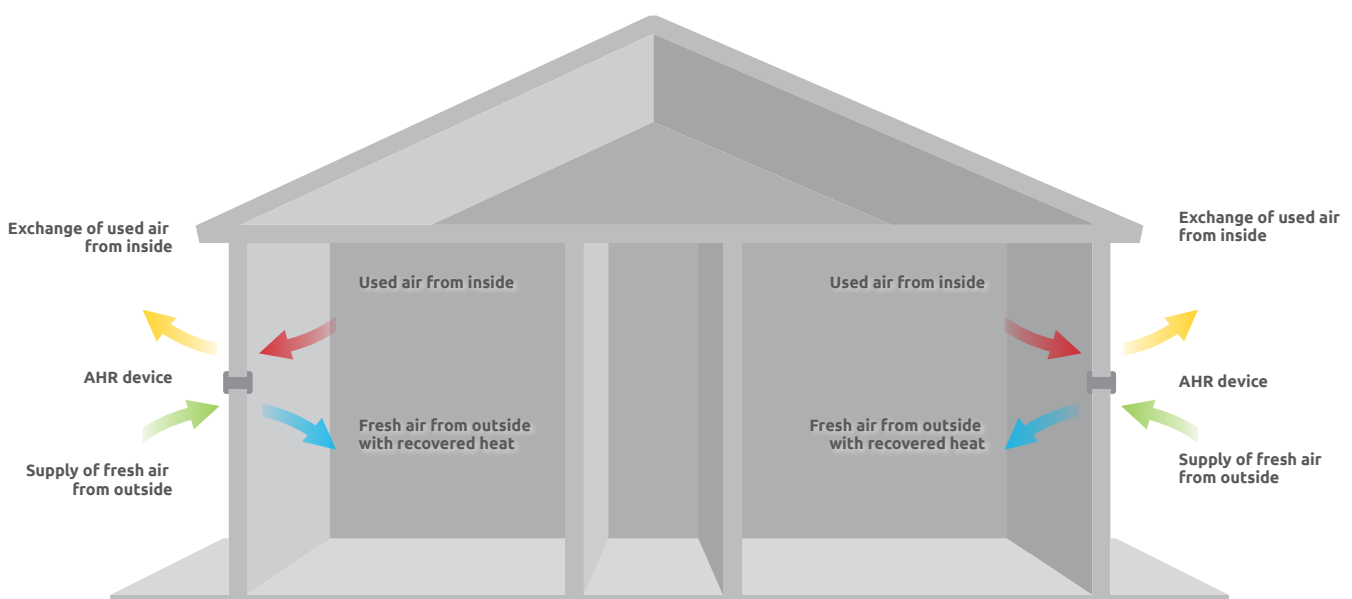 Exchange of used air
from inside
Used air from inside
AHR device
Fresh air from outside
with recovered heat
Supply of fresh air
from outside
Exchange of used air
from inside
Used air from inside
AHR device
Fresh air from outside
with recovered heat
Supply of fresh air
from outside